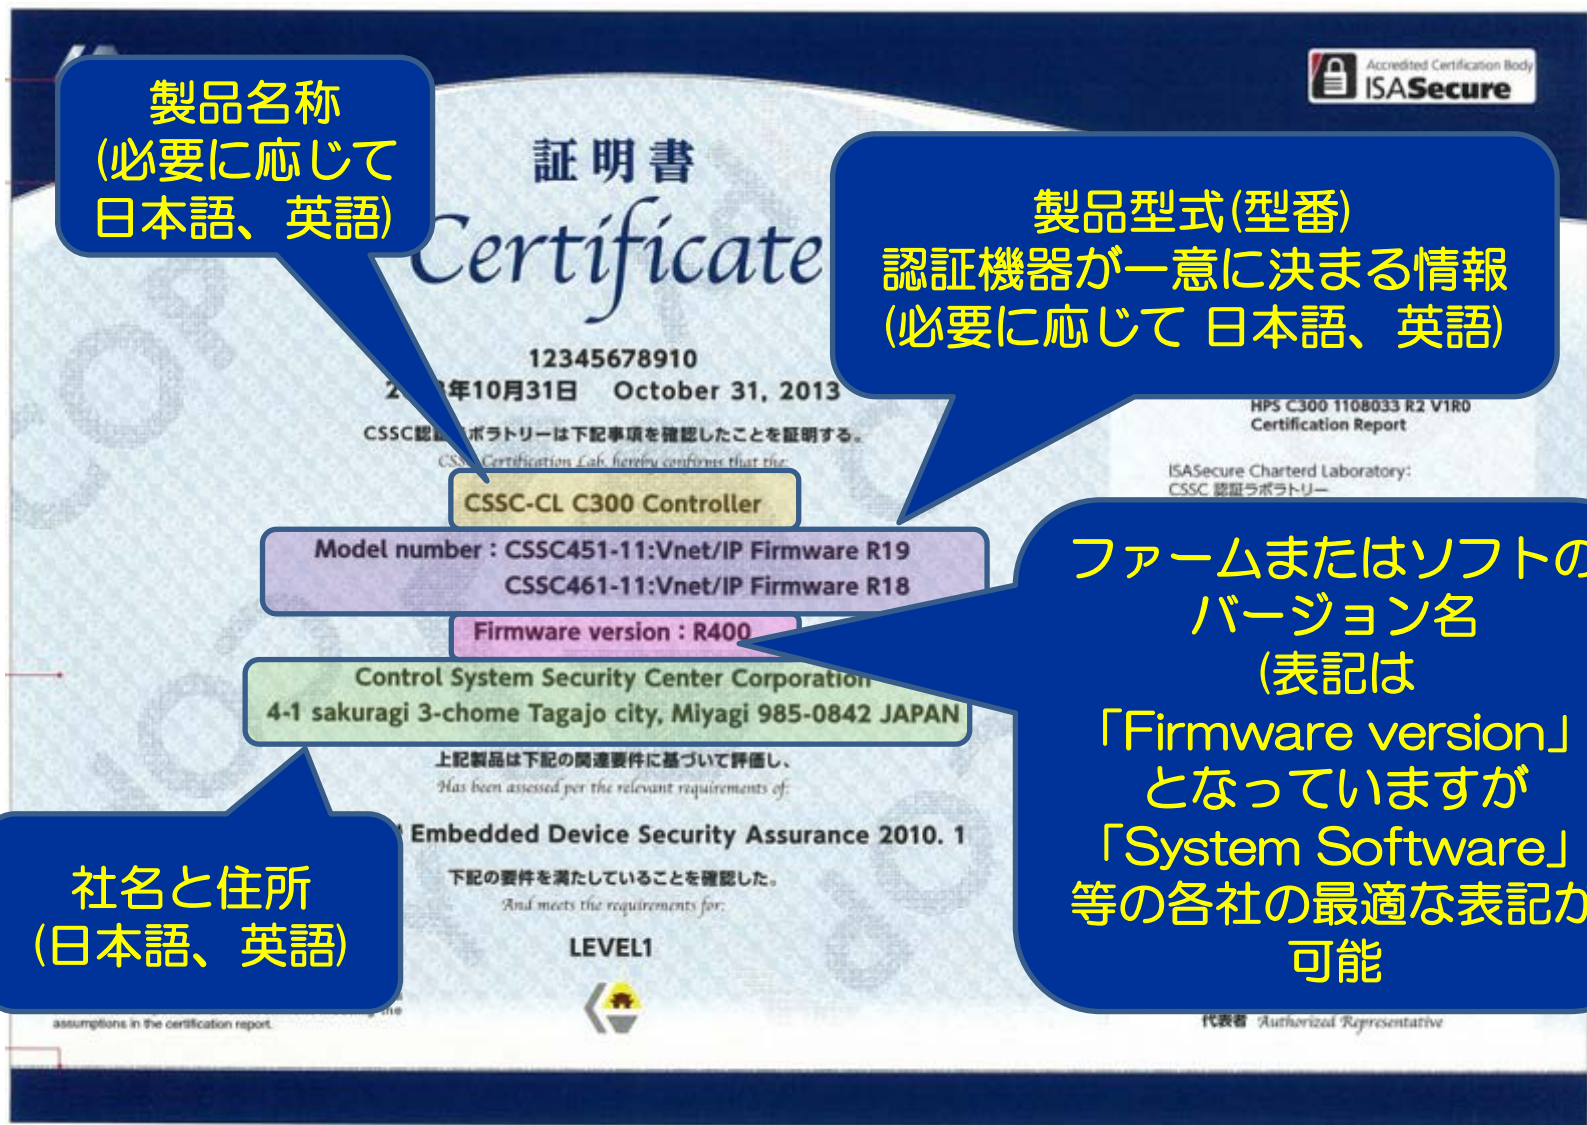 製品名称
(必要に応じて
日本語、英語)
Accredited Certification Body
ISASecure
証明書
Certificate
製品型式(型番)
認証機器が一意に決まる情報
(必要に応じて 日本語、英語)
12345678910
年10月31日 October 31, 2013
CSSC認証ラボラトリーは下記事項を確認したことを証明する。
Certification Lab. hereby confirms that the:
HPS C300 1108033 R2 V1R0
Certification Report
ISASecure Charterd Laboratory:
CSSC 認証ラボラトリー
CSSC-CL C300 Controller
Model number：CSSC451-11:Vnet/IP Firmware R19
CSSC461-11:Vnet/IP Firmware R18
Firmware version：R400
Control System Security Center Corporation
4-1 sakuragi 3-chome Tagajo city, Miyagi 985-0842 JAPAN
ファームまたはソフトの
バージョン名
(表記は
「Firmware version」
となっていますが
「System Software」
等の各社の最適な表記が
可能
上記製品は下記の関連要件に基づいて評価し、
Has been assessed per the relevant requirements of:
Embedded Device Security Assurance 2010. 1
下記の要件を満たしていることを確認した。
And meets the requirements for:
LEVEL1
社名と住所
(日本語、英語)
assumptions in the certification report.
代表者 Authorized Representative